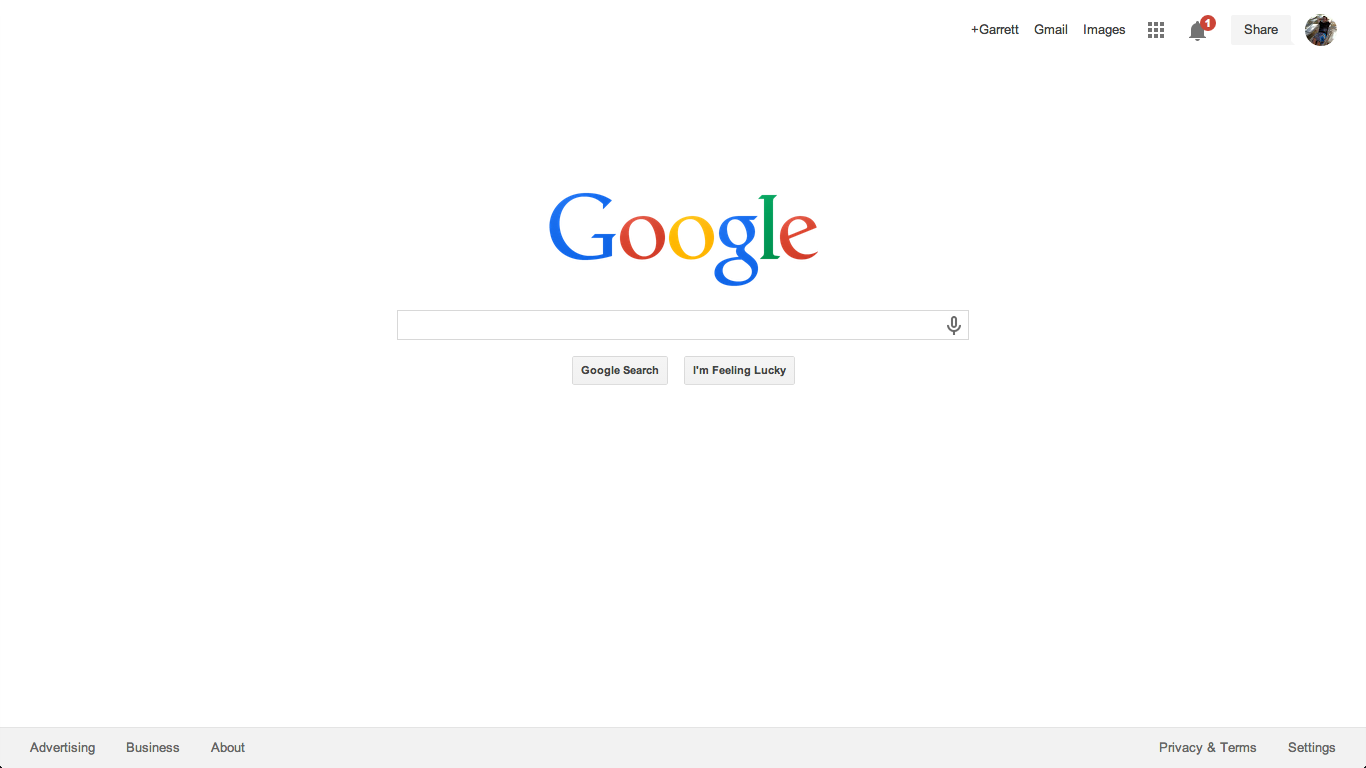 +Garrett Gmail Images 1 Share
Google
Google Search I'm Feeling Lucky
Advertising Business About Privacy & Terms Settings